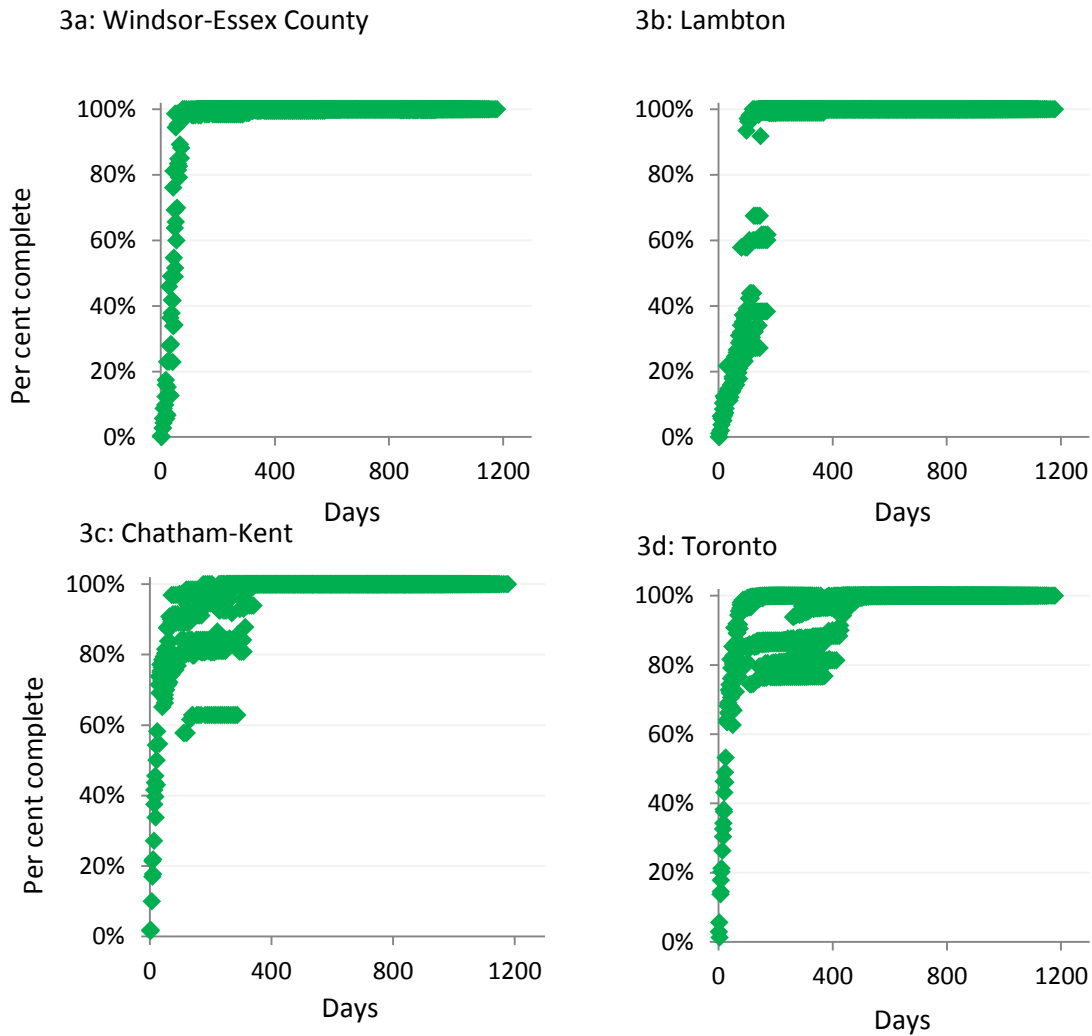 3a: Windsor-Essex County
Per cent complete
100%
80%
60%
40%
20%
0%
0 400 800 1200
Days
3b: Lambton
100%
80%
60%
40%
20%
0%
0 400 800 1200
Days
3c: Chatham-Kent
Per cent complete
100%
80%
60%
40%
20%
0%
0 400 800 1200
Days
3d: Toronto
100%
80%
60%
40%
20%
0%
0 400 800 1200
Days